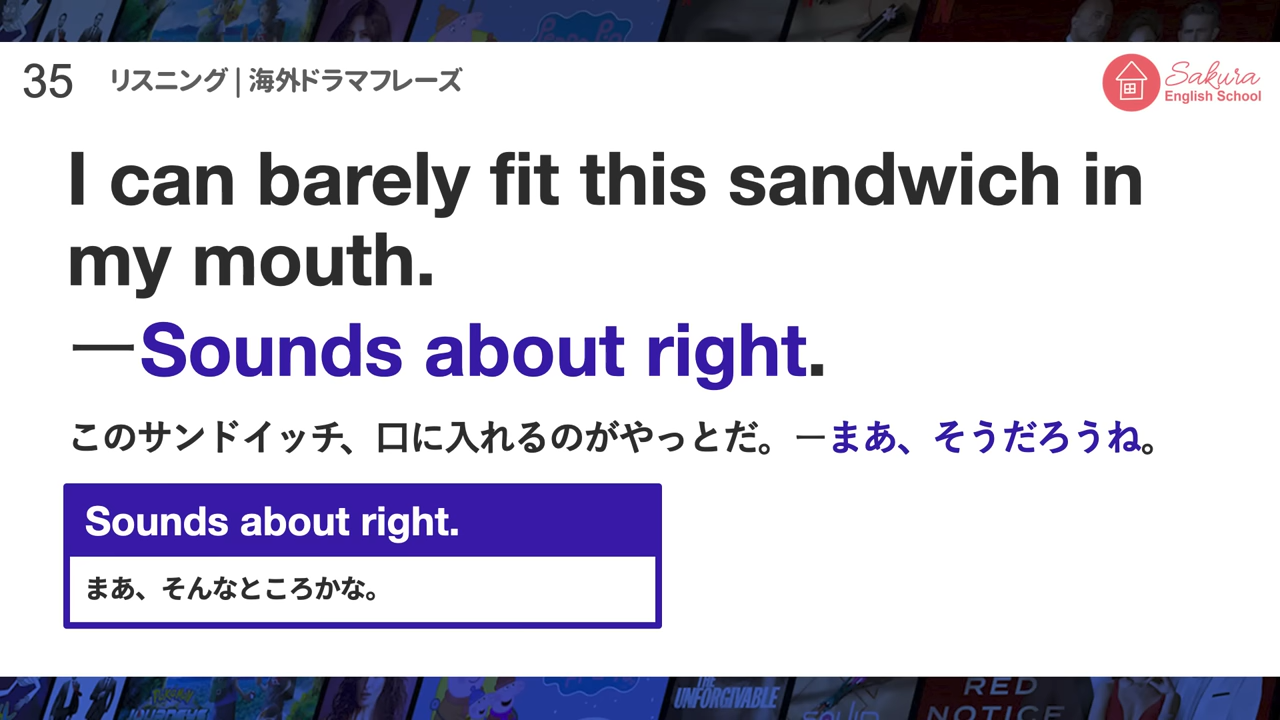 35 リスニング | 海外ドラマフレーズ
Sakura
English School
I can barely fit this sandwich in
my mouth.
—Sounds about right.
このサンドイッチ、口に入れるのがやっとだ。—まあ、そうだろうね。
Sounds about right.
まあ、そんなところかな。
THE
UNFORGIVABLE
RED
NOTICE